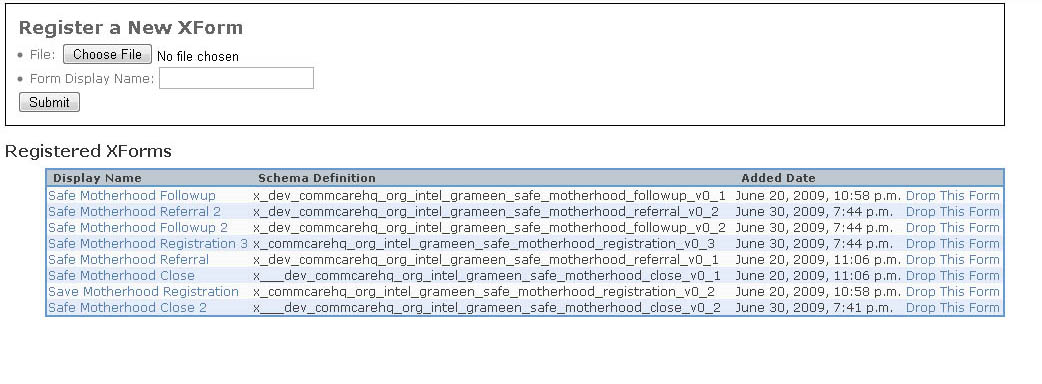 Register a New XForm
• File: Choose File No file chosen
• Form Display Name:
Submit
Registered XForms
Display Name Schema Definition Added Date
Safe Motherhood Followup x_dev_commcarehq_org_intel_grameen_safe_motherhood_followup_v0_1 June 20, 2009, 10:58 p.m. Drop This Form
Safe Motherhood Referral 2 x_dev_commcarehq_org_intel_grameen_safe_motherhood_referral_v0_2 June 30, 2009, 7:44 p.m. Drop This Form
Safe Motherhood Followup 2 x_dev_commcarehq_org_intel_grameen_safe_motherhood_followup_v0_2 June 30, 2009, 7:44 p.m. Drop This Form
Safe Motherhood Registration 3 x_commcarehq_org_intel_grameen_safe_motherhood_registration_v0_3 June 30, 2009, 7:44 p.m. Drop This Form
Safe Motherhood Referral x_dev_commcarehq_org_intel_grameen_safe_motherhood_referral_v0_1 June 20, 2009, 11:06 p.m. Drop This Form
Safe Motherhood Close x___dev_commcarehq_org_intel_grameen_safe_motherhood_close_v0_1 June 20, 2009, 11:06 p.m. Drop This Form
Save Motherhood Registration x_commcarehq_org_intel_grameen_safe_motherhood_registration_v0_2 June 20, 2009, 10:58 p.m. Drop This Form
Safe Motherhood Close 2 x___dev_commcarehq_org_intel_grameen_safe_motherhood_close_v0_2 June 30, 2009, 7:41 p.m. Drop This Form